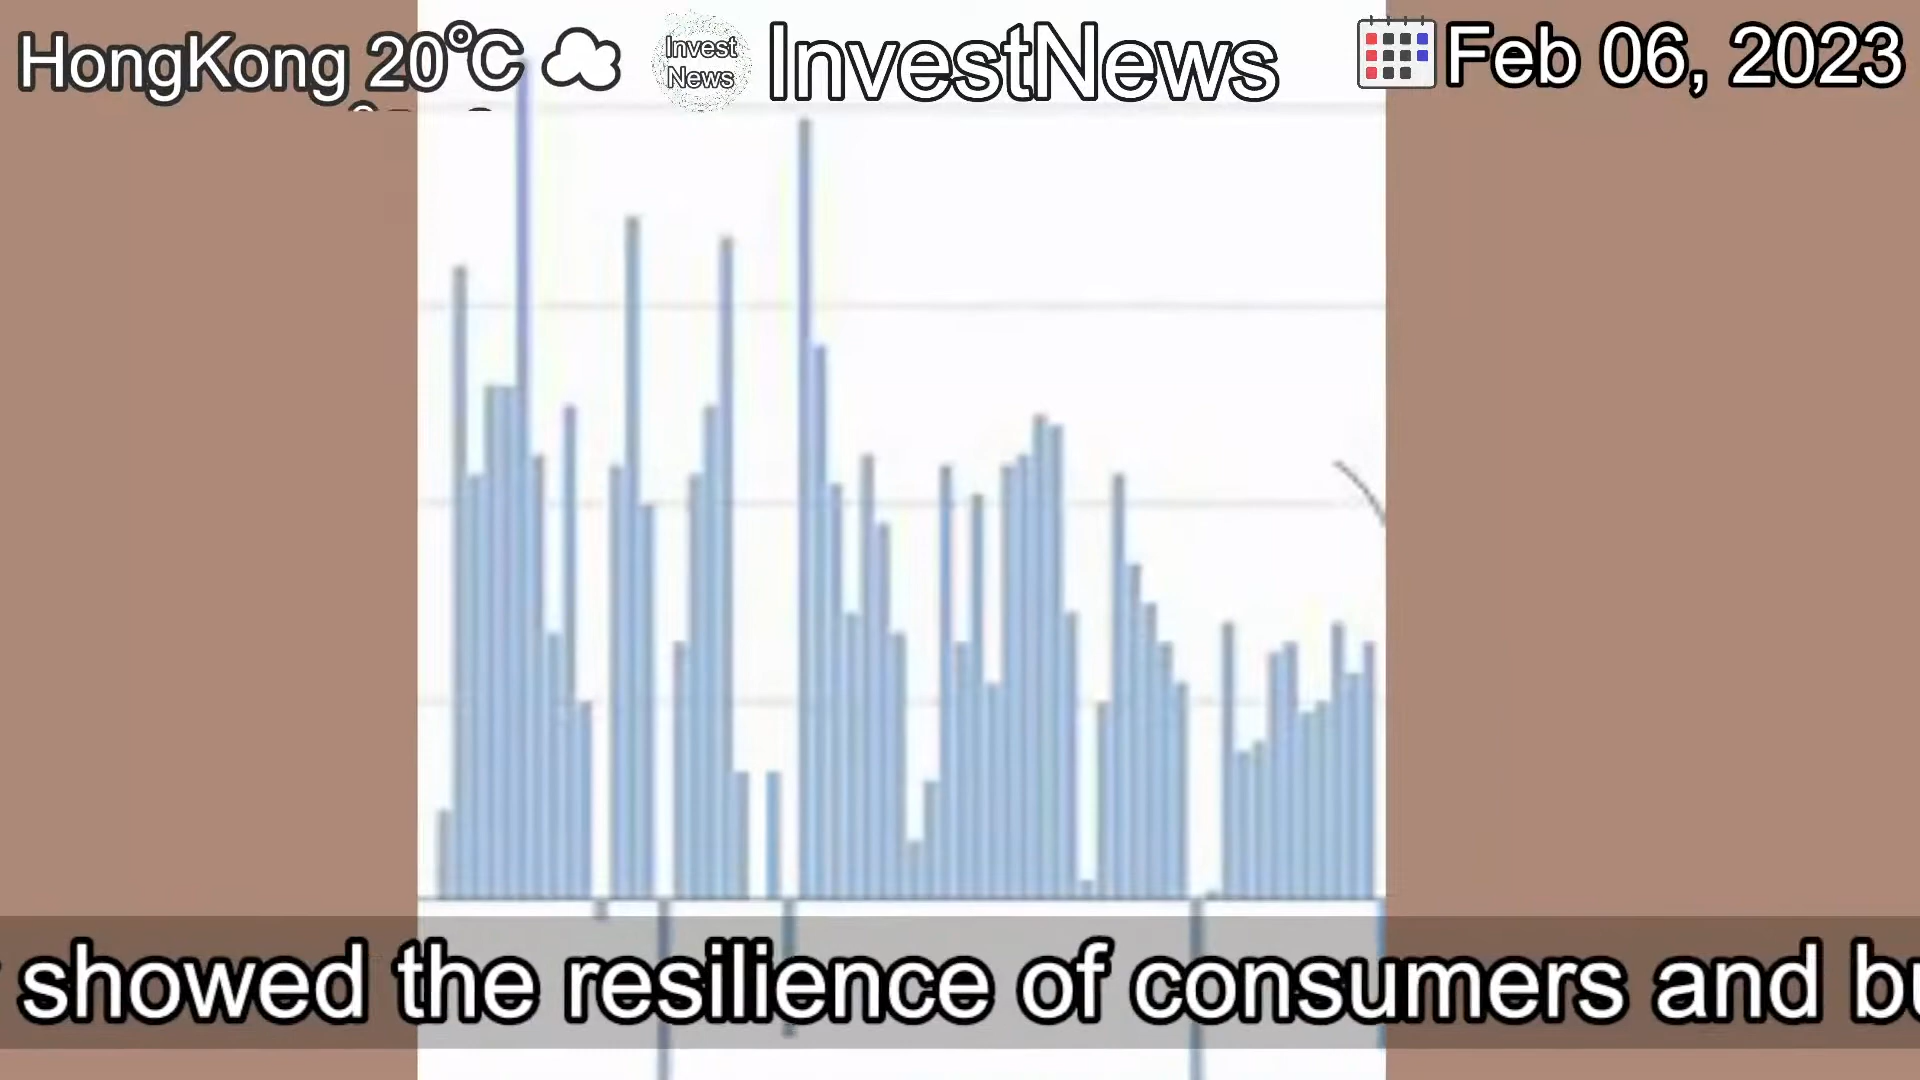 HongKong 20℃
Invest
News
InvestNews
Feb 06, 2023
showed the resilience of consumers and bu